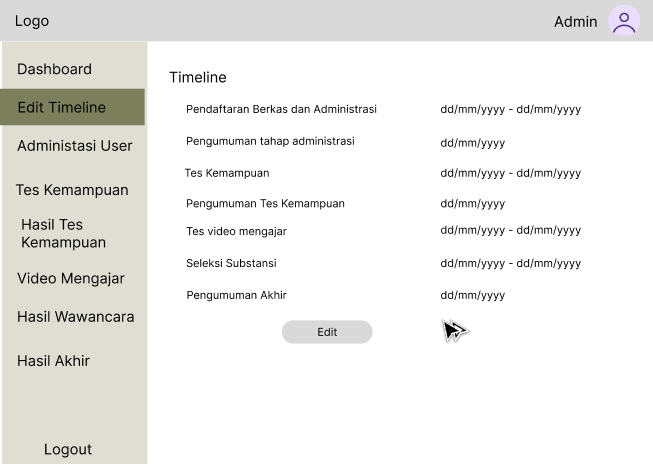 Logo
Admin
Dashboard
Edit Timeline
Administasi User
Tes Kemampuan
Hasil Tes
Kemampuan
Video Mengajar
Hasil Wawancara
Hasil Akhir
Logout
Timeline
Pendaftaran Berkas dan Administrasi dd/mm/yyyy - dd/mm/yyyy
Pengumuman tahap administrasi dd/mm/yyyy
Tes Kemampuan dd/mm/yyyy - dd/mm/yyyy
Pengumuman Tes Kemampuan dd/mm/yyyy
Tes video mengajar dd/mm/yyyy - dd/mm/yyyy
Seleksi Substansi dd/mm/yyyy - dd/mm/yyyy
Pengumuman Akhir dd/mm/yyyy
Edit